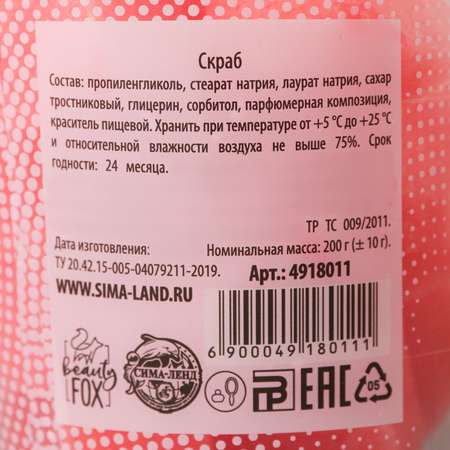 Скраб
Состав: пропиленгликоль, стеарат натрия, лаурат натрия, сахар
тростниковый, глицерин, сорбитол, парфюмерная композиция,
краситель пищевой. Хранить при температуре от +5 °С до +25 °С
и относительной влажности воздуха не выше 75%. Срок
годности: 24 месяца.
ТР ТС 009/2011.
Дата изготовления:
Номинальная масса: 200 г (± 10 г).
ТУ 20.42.15-005-04079211-2019.
Арт.: 4918011
WWW.SIMA-LAND.RU
6 900049 180111
beauty
FOX
СИМА-ЛЕНД
EAC
05